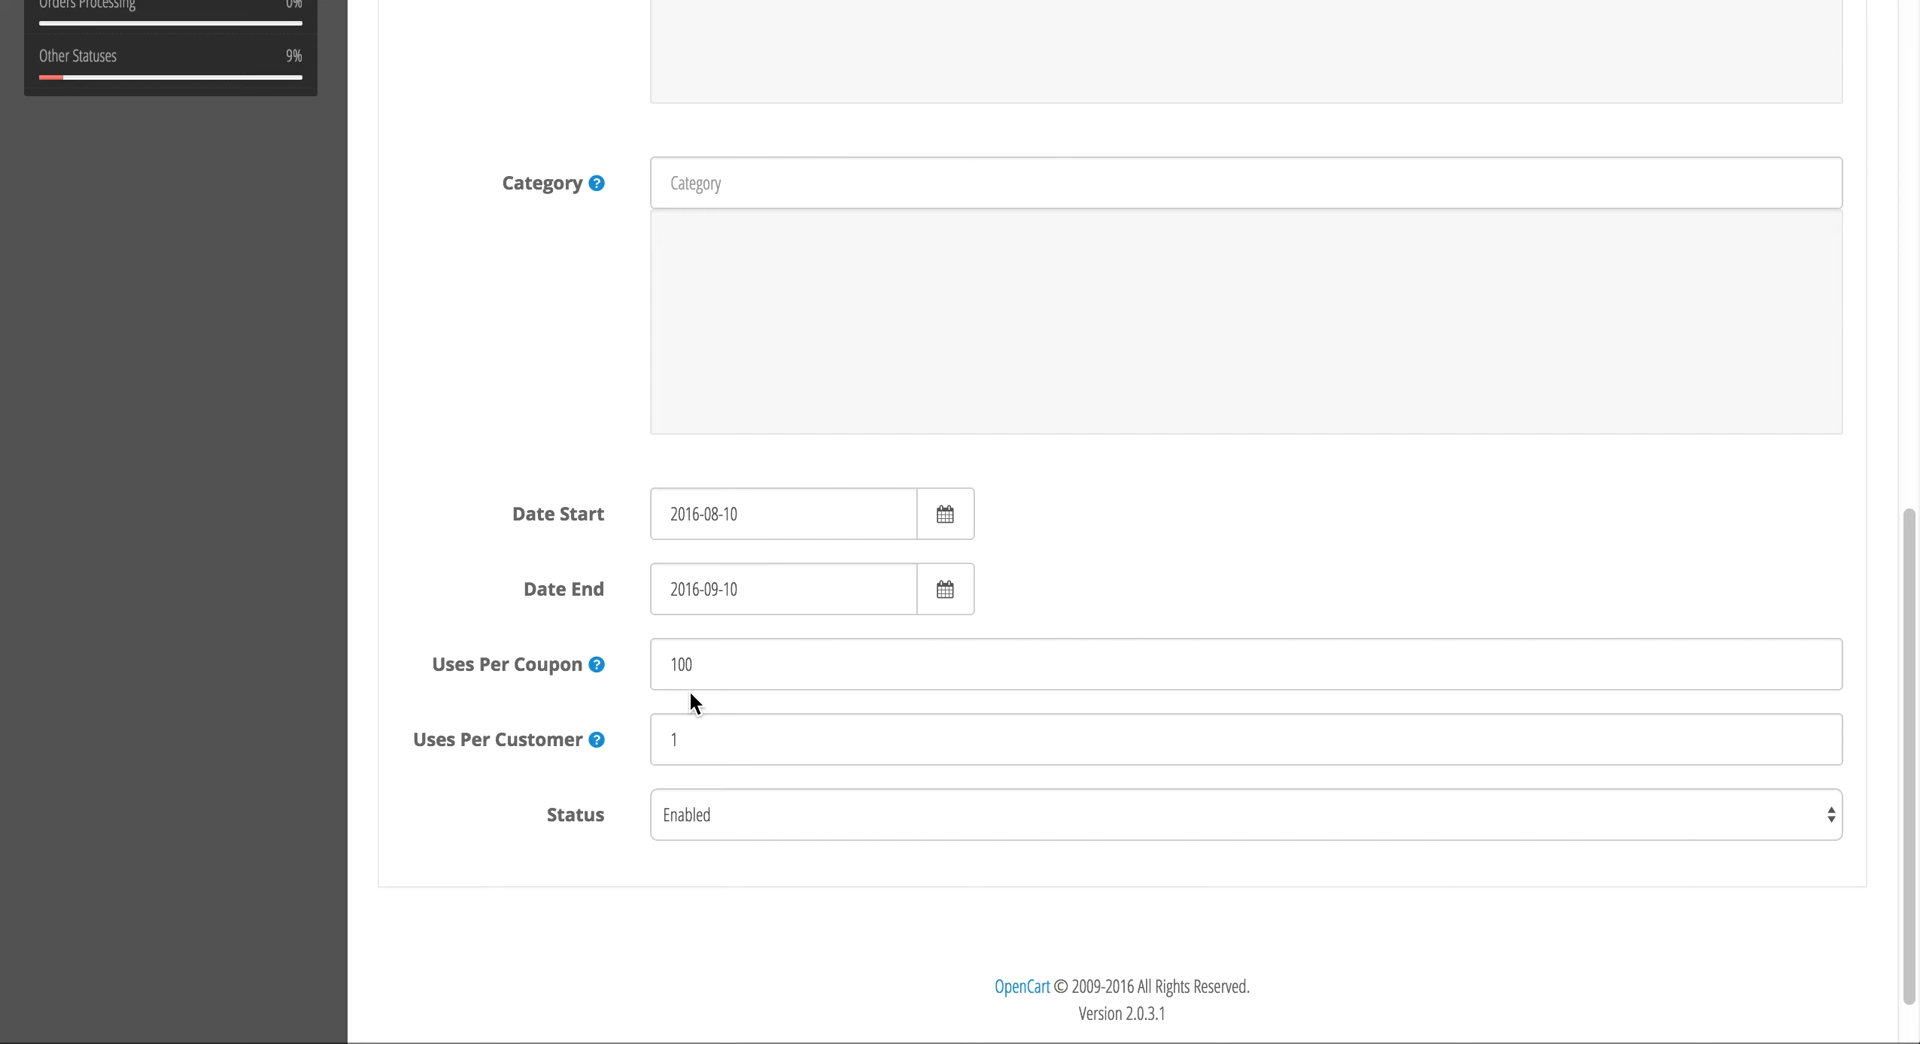 Orders Processing 0%
Other Statuses 9%
Category
Category
Date Start 2016-08-10
Date End 2016-09-10
Uses Per Coupon 100
Uses Per Customer 1
Status Enabled
OpenCart © 2009-2016 All Rights Reserved.
Version 2.0.3.1